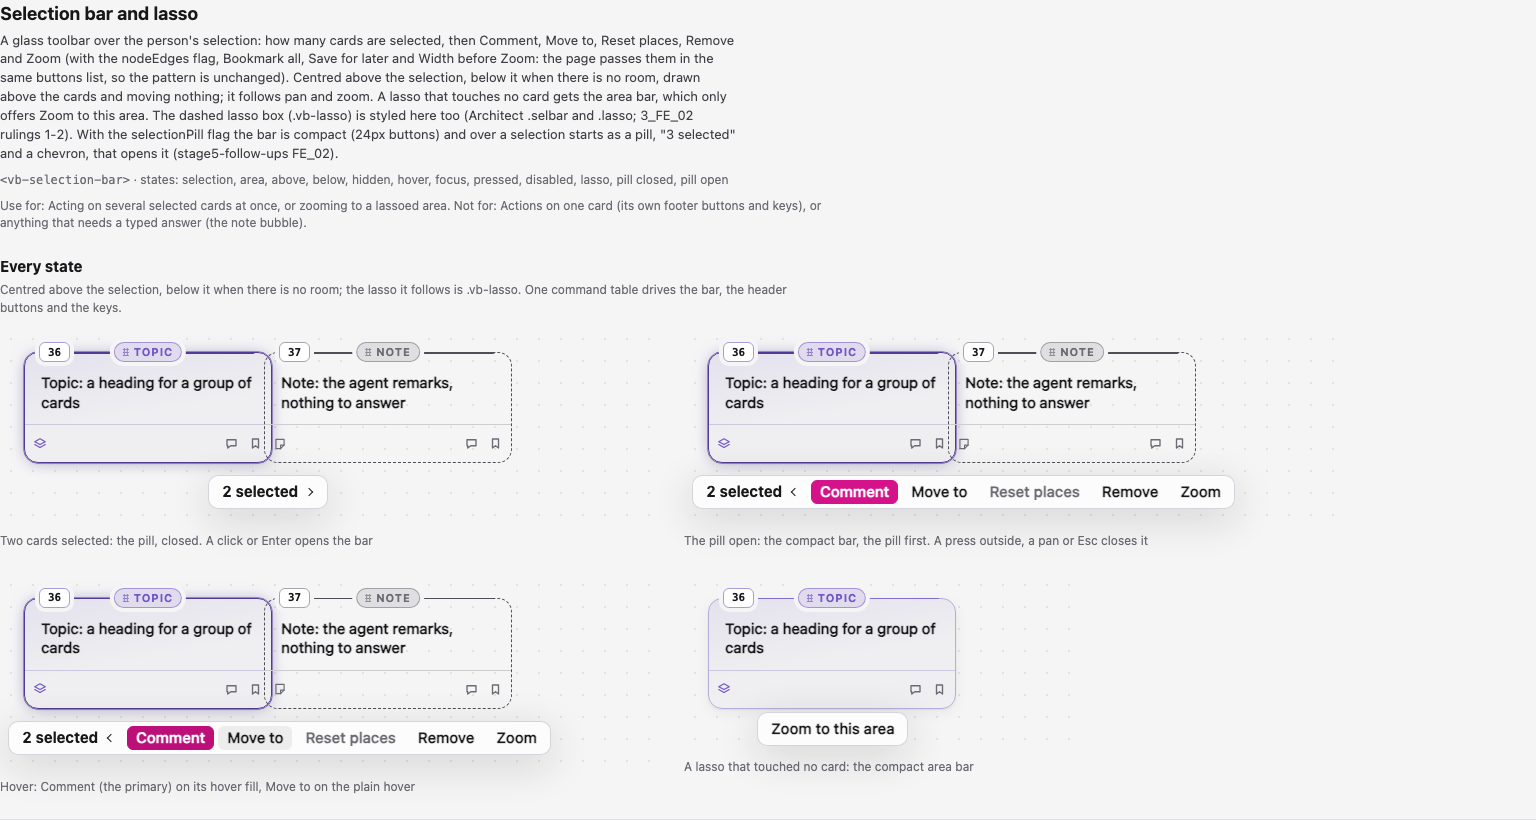 Selection bar and lasso
A glass toolbar over the person's selection: how many cards are selected, then Comment, Move to, Reset places, Remove
and Zoom (with the nodeEdges flag, Bookmark all, Save for later and Width before Zoom: the page passes them in the
same buttons list, so the pattern is unchanged). Centred above the selection, below it when there is no room, drawn
above the cards and moving nothing; it follows pan and zoom. A lasso that touches no card gets the area bar, which only
offers Zoom to this area. The dashed lasso box (.vb-lasso) is styled here too (Architect .selbar and .lasso; 3_FE_02
rulings 1-2). With the selectionPill flag the bar is compact (24px buttons) and over a selection starts as a pill, "3 selected"
and a chevron, that opens it (stage5-follow-ups FE_02).
<vb-selection-bar> · states: selection, area, above, below, hidden, hover, focus, pressed, disabled, lasso, pill closed, pill open
Use for: Acting on several selected cards at once, or zooming to a lassoed area. Not for: Actions on one card (its own footer buttons and keys), or
anything that needs a typed answer (the note bubble).
Every state
Centred above the selection, below it when there is no room; the lasso it follows is .vb-lasso. One command table drives the bar, the header
buttons and the keys.
36 TOPIC 37 NOTE
Topic: a heading for a group of
cards
Note: the agent remarks,
nothing to answer
2 selected
Two cards selected: the pill, closed. A click or Enter opens the bar
36 TOPIC 37 NOTE
Topic: a heading for a group of
cards
Note: the agent remarks,
nothing to answer
2 selected Comment Move to Reset places Remove Zoom
The pill open: the compact bar, the pill first. A press outside, a pan or Esc closes it
36 TOPIC 37 NOTE
Topic: a heading for a group of
cards
Note: the agent remarks,
nothing to answer
2 selected Comment Move to Reset places Remove Zoom
Hover: Comment (the primary) on its hover fill, Move to on the plain hover
36 TOPIC
Topic: a heading for a group of
cards
Zoom to this area
A lasso that touched no card: the compact area bar